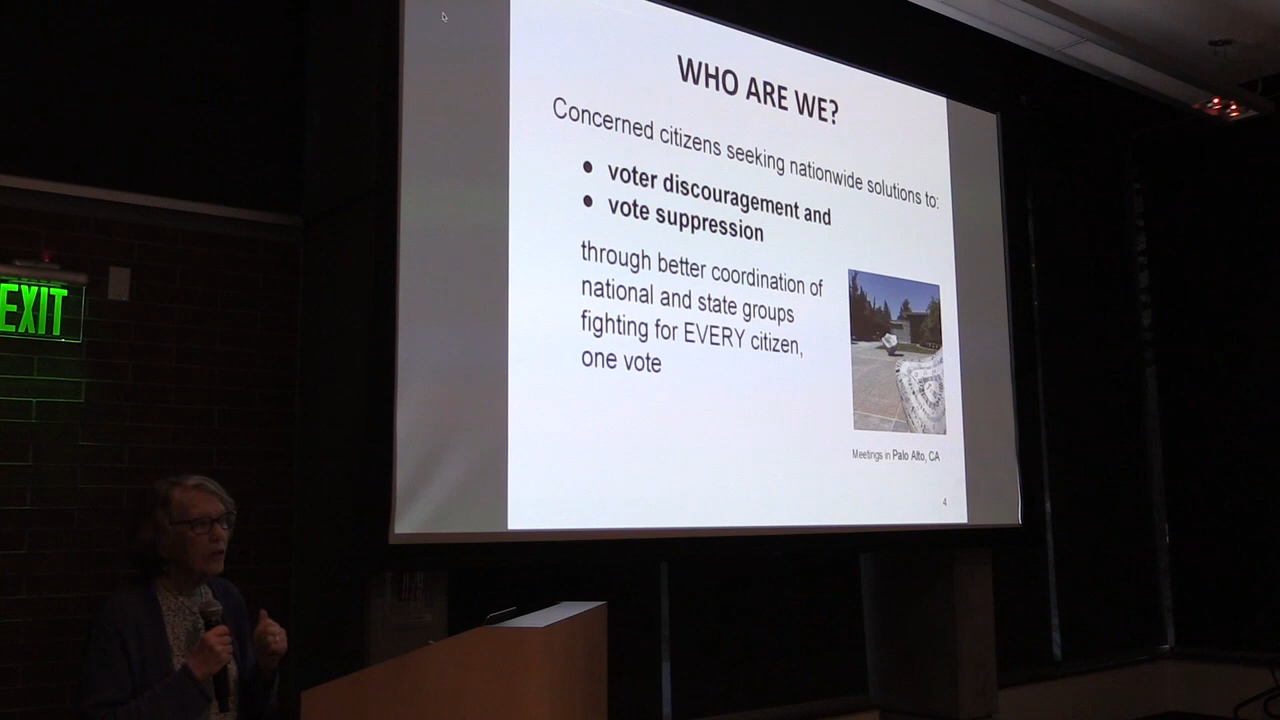 WHO ARE WE?
Concerned citizens seeking nationwide solutions to:
● voter discouragement and
● vote suppression
through better coordination of
national and state groups
fighting for EVERY citizen,
one vote
Meetings in Palo Alto, CA
4
EXIT